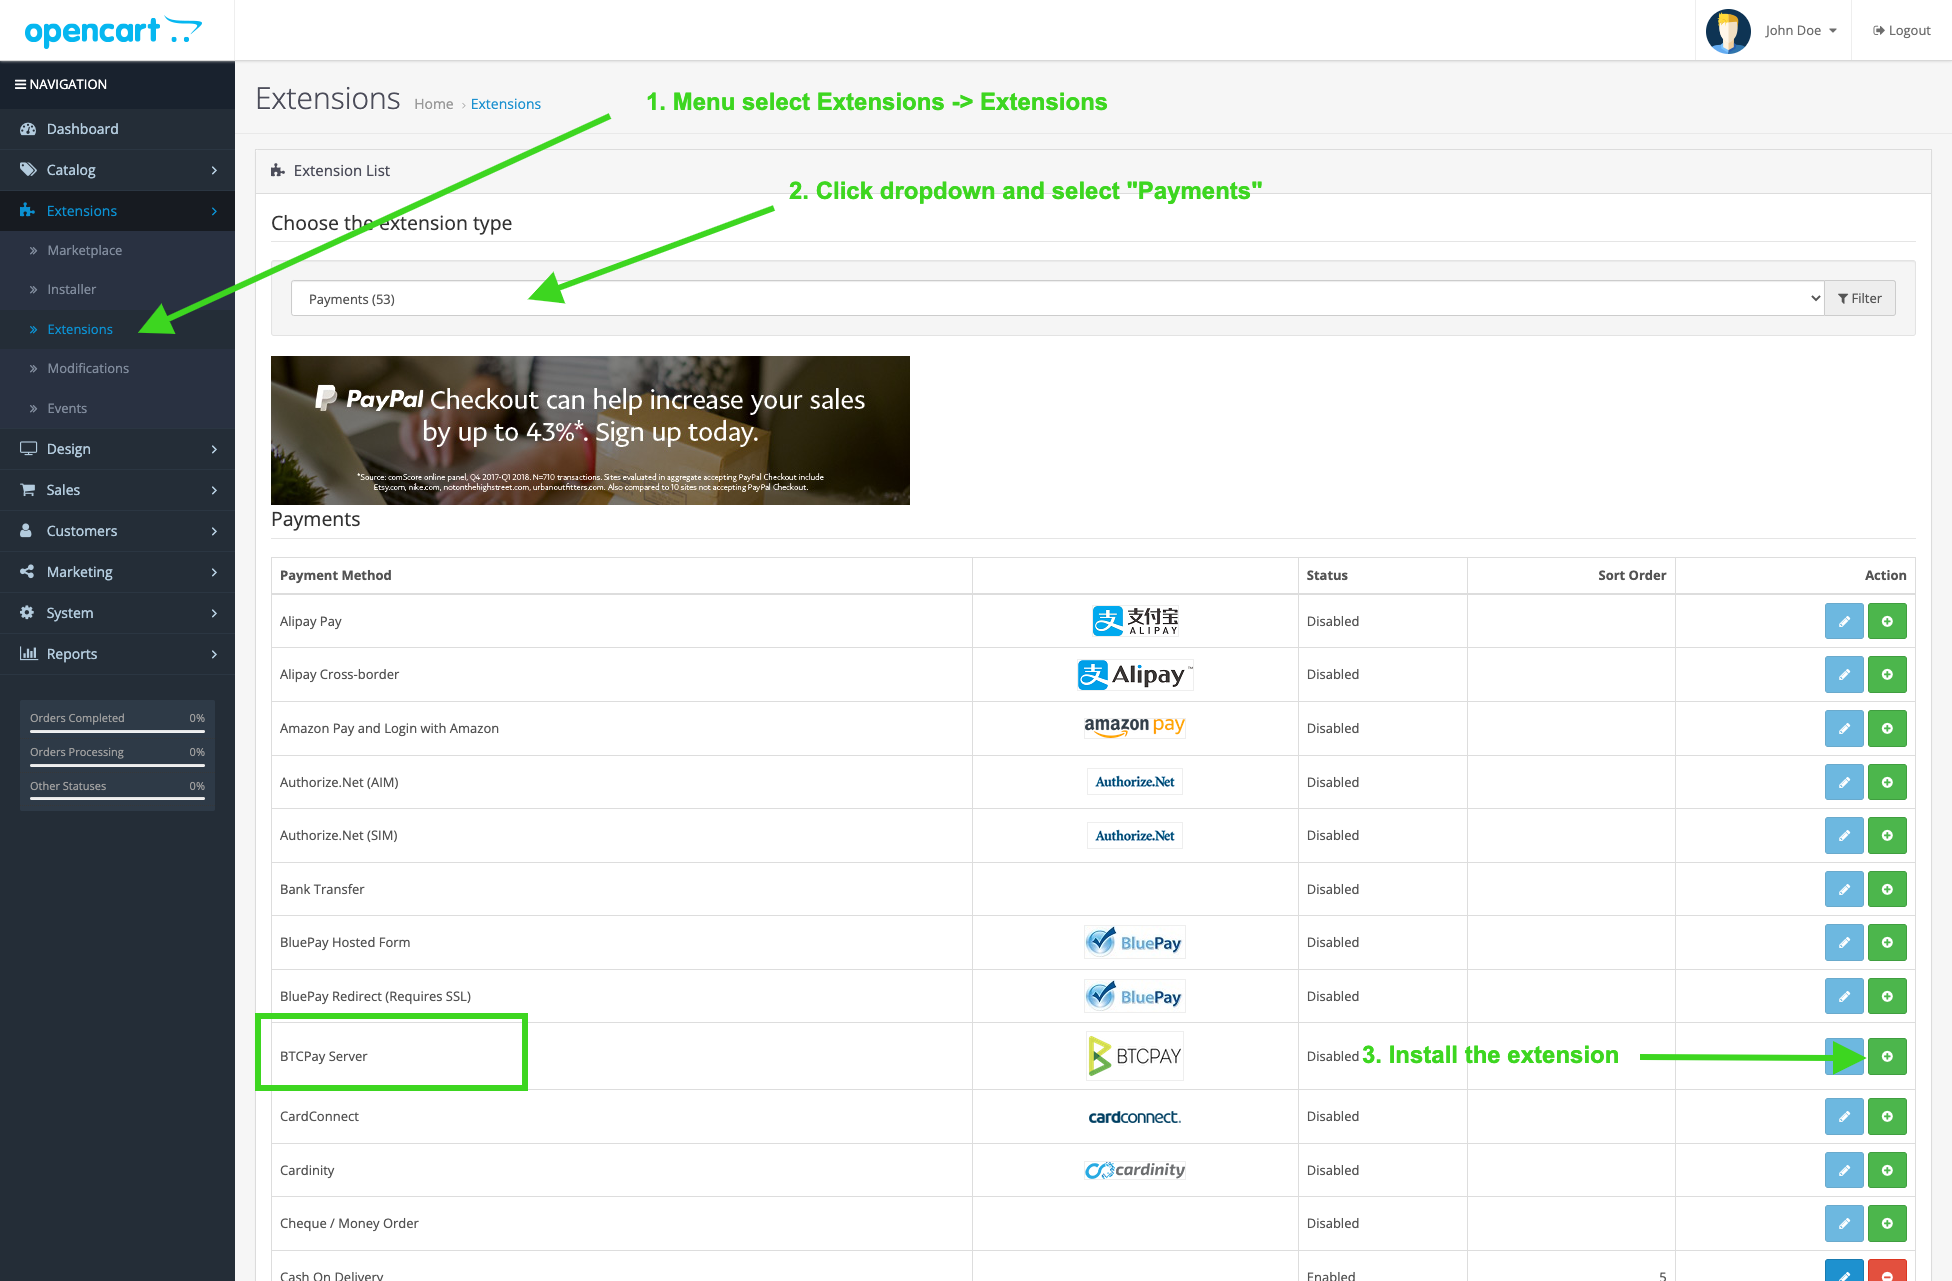 opencart
John Doe
Logout
NAVIGATION
Dashboard
Catalog
Extensions
Marketplace
Installer
Extensions
Modifications
Events
Design
Sales
Customers
Marketing
System
Reports
Orders Completed 0%
Orders Processing 0%
Other Statuses 0%
Extensions Home › Extensions
1. Menu select Extensions -> Extensions
Extension List
2. Click dropdown and select "Payments"
Choose the extension type
Payments (53)
Filter
PayPal Checkout can help increase your sales
by up to 43%*. Sign up today.
*Source: comScore online panel, Q4 2017-Q1 2018. N=710 transactions. Sites evaluated in aggregate accepting PayPal Checkout include
Etsy.com, nike.com, notonthehighstreet.com, urbanoutfitters.com. Also compared to 10 sites not accepting PayPal Checkout.
Payments
Payment Method Status Sort Order Action
Alipay Pay 支 支付宝 ALIPAY Disabled
Alipay Cross-border 支 Alipay ™ Disabled
Amazon Pay and Login with Amazon amazon pay Disabled
Authorize.Net (AIM) Authorize.Net Disabled
Authorize.Net (SIM) Authorize.Net Disabled
Bank Transfer Disabled
BluePay Hosted Form BluePay Disabled
BluePay Redirect (Requires SSL) BluePay Disabled
BTCPay Server BTCPAY Disabled 3. Install the extension
CardConnect cardconnect. Disabled
Cardinity cardinity Disabled
Cheque / Money Order Disabled
Cash On Delivery Enabled 5